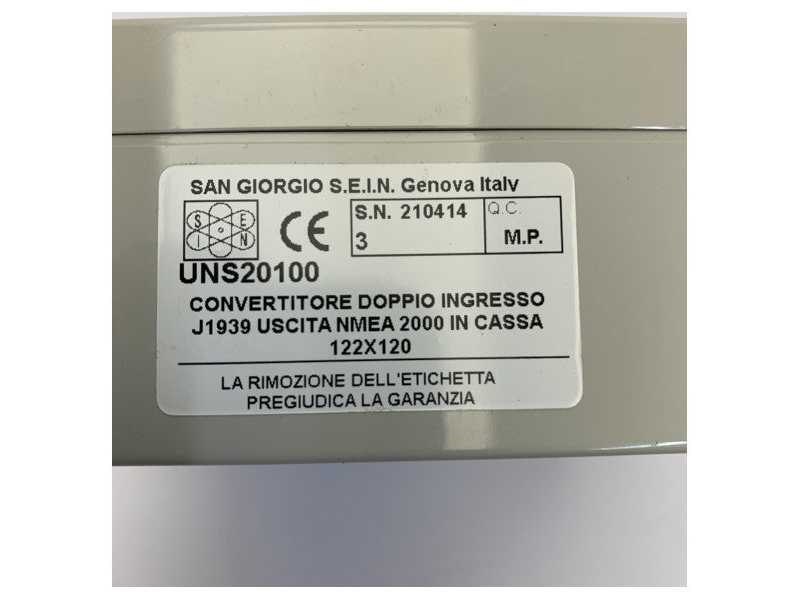 SAN GIORGIO S.E.I.N. Genova Italy
S E I N
CE
S.N. 210414
3
Q.C.
M.P.
UNS20100
CONVERTITORE DOPPIO INGRESSO
J1939 USCITA NMEA 2000 IN CASSA
122X120
LA RIMOZIONE DELL'ETICHETTA
PREGIUDICA LA GARANZIA